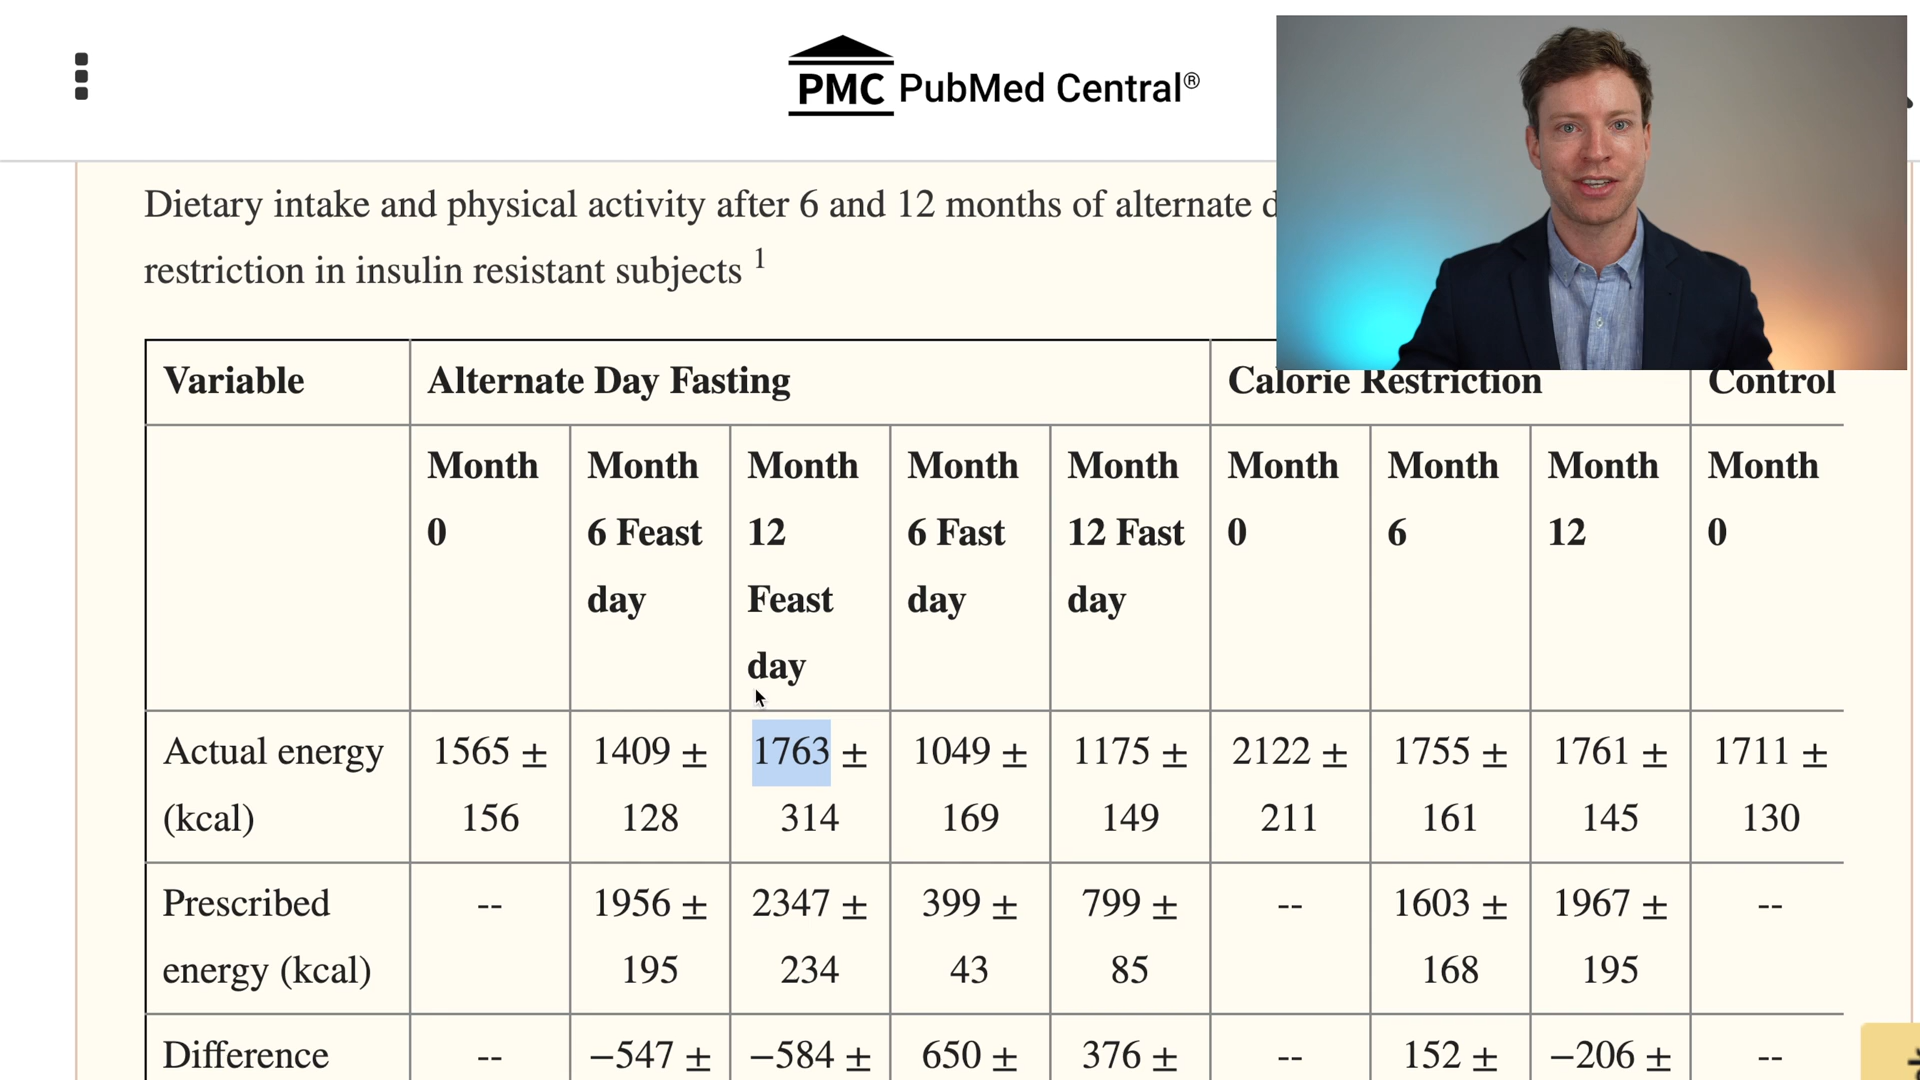 PMC PubMed Central®
Dietary intake and physical activity after 6 and 12 months of alternate
restriction in insulin resistant subjects 1
Variable Alternate Day Fasting Calorie Restriction Control
Month Month Month Month Month Month Month Month Month
0 6 Feast 12 6 Fast 12 Fast 0 6 12 0
day Feast day day
day
Actual energy 1565 ± 1409 ± 1763 ± 1049 ± 1175 ± 2122 ± 1755 ± 1761 ± 1711 ±
(kcal) 156 128 314 169 149 211 161 145 130
Prescribed -- 1956 ± 2347 ± 399 ± 799 ± -- 1603 ± 1967 ± --
energy (kcal) 195 234 43 85 168 195
Difference -- −547 ± −584 ± 650 ± 376 ± -- 152 ± −206 ± --